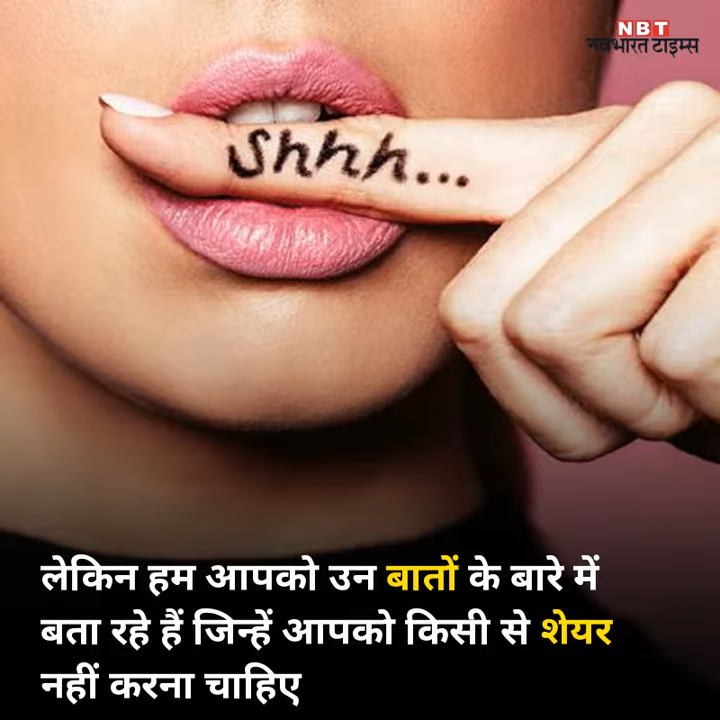 NBT
नवभारत टाइम्स
Shhh...
लेकिन हम आपको उन बातों के बारे में
बता रहे हैं जिन्हें आपको किसी से शेयर
नहीं करना चाहिए